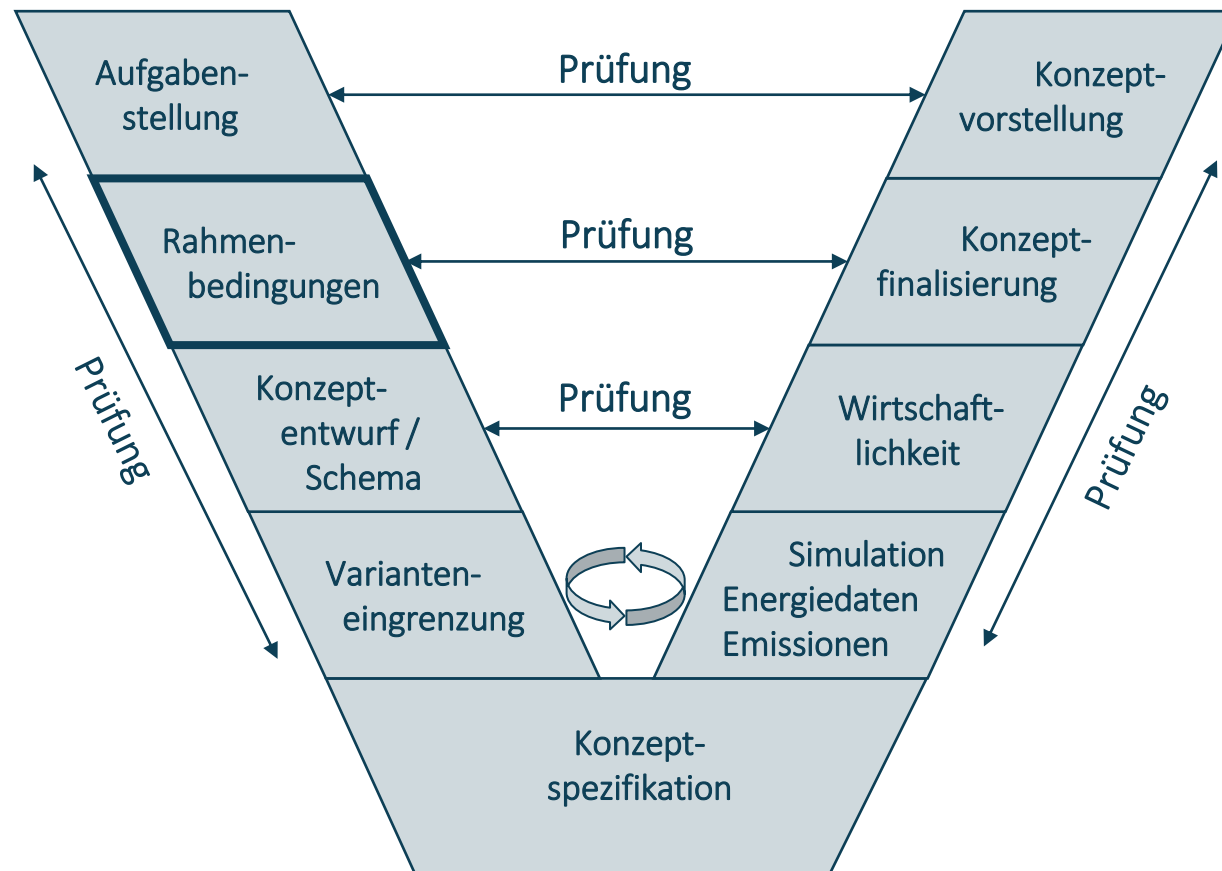 Aufgaben-
stellung
Prüfung
Konzept-
vorstellung
Rahmen-
bedingungen
Prüfung
Konzept-
finalisierung
Prüfung
Konzept-
entwurf /
Schema
Prüfung
Wirtschaft-
lichkeit
Prüfung
Varianten-
eingrenzung
Simulation
Energiedaten
Emissionen
Konzept-
spezifikation